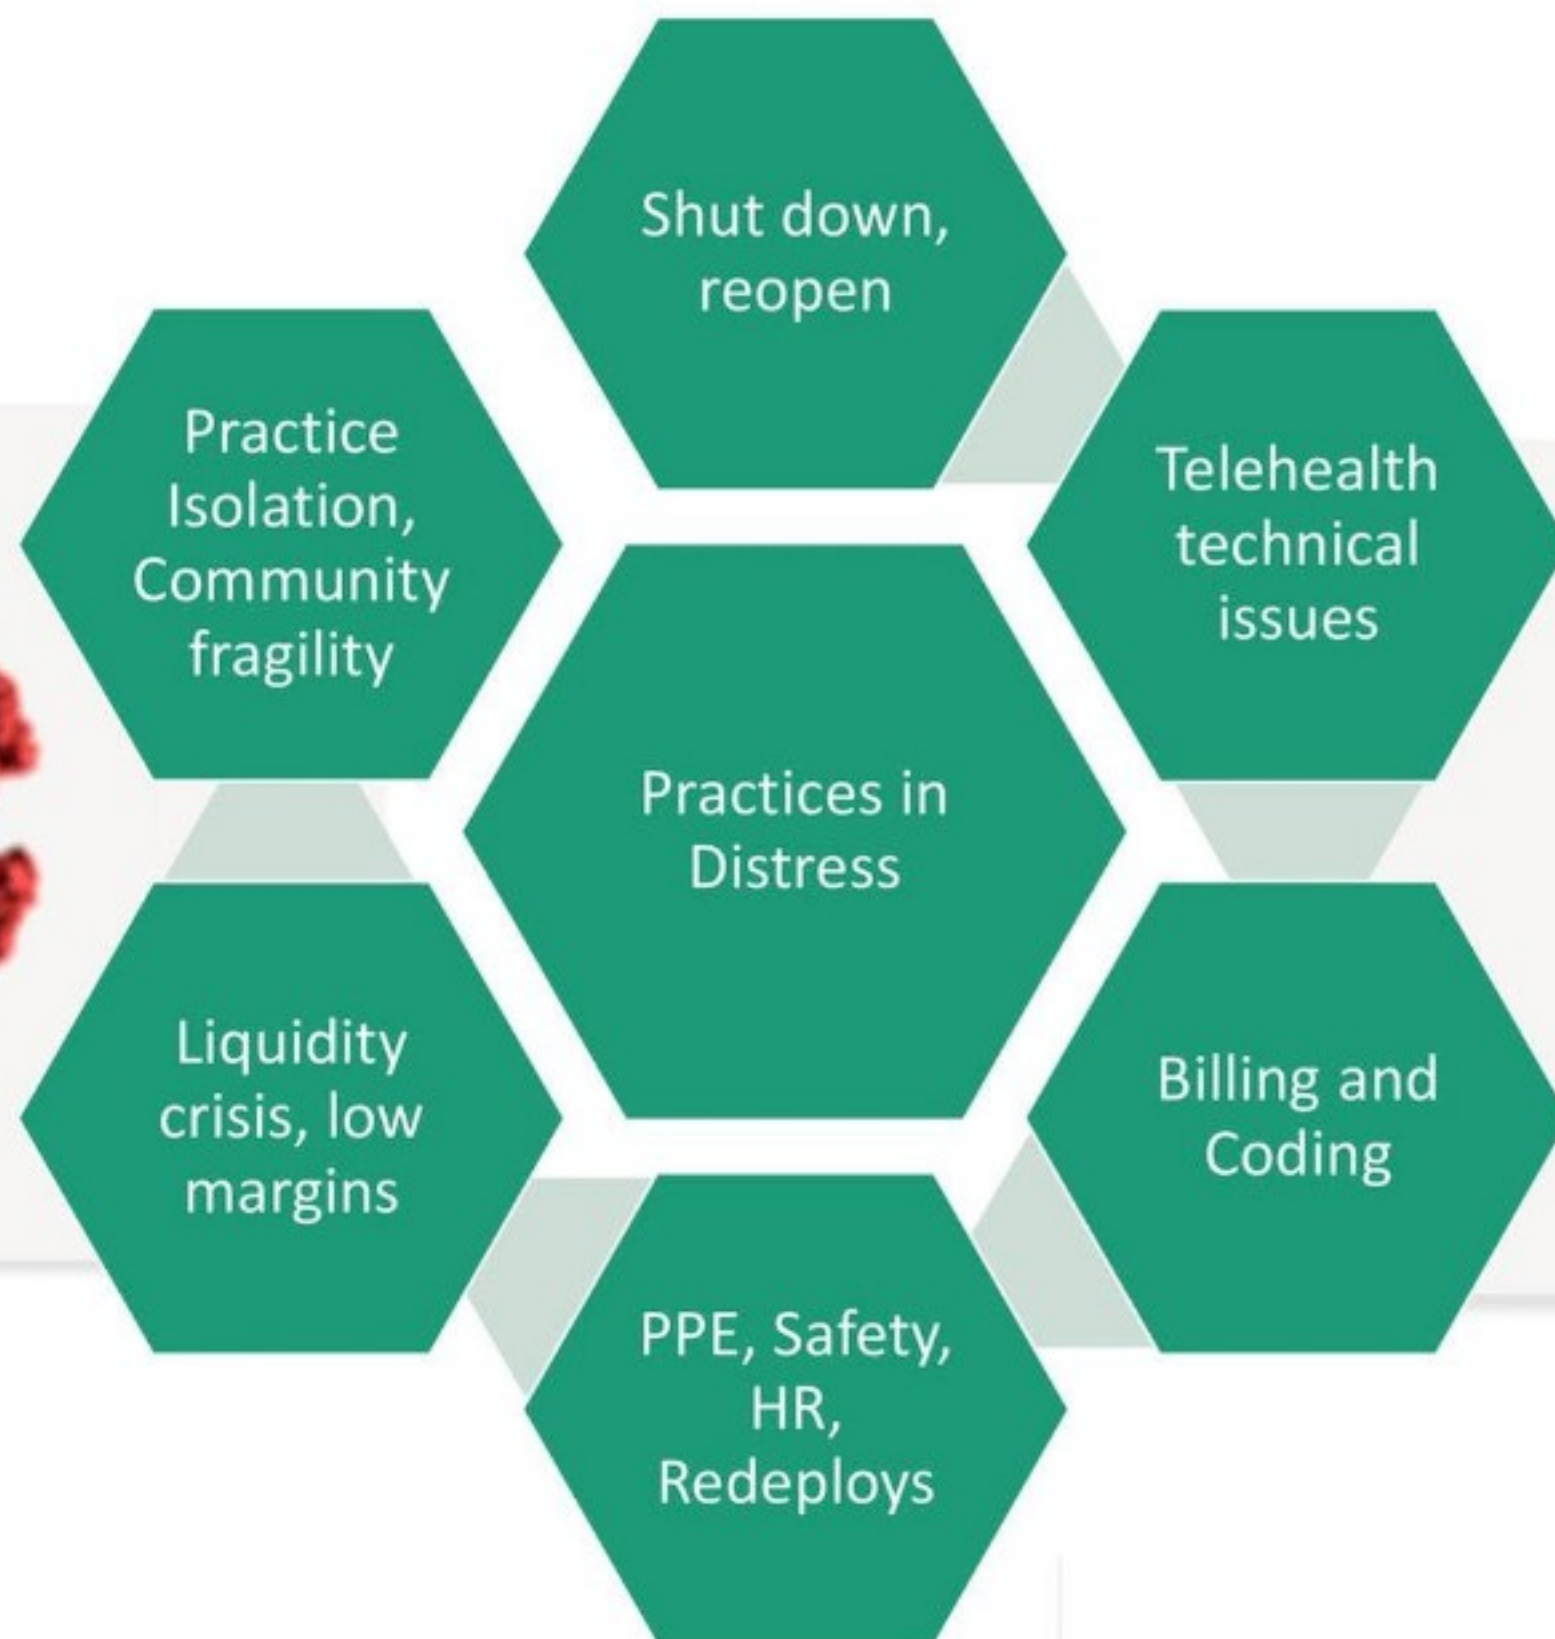 Shut down,
reopen
Practice
Isolation,
Community
fragility
Telehealth
technical
issues
Practices in
Distress
Liquidity
crisis, low
margins
Billing and
Coding
PPE, Safety,
HR,
Redeploys